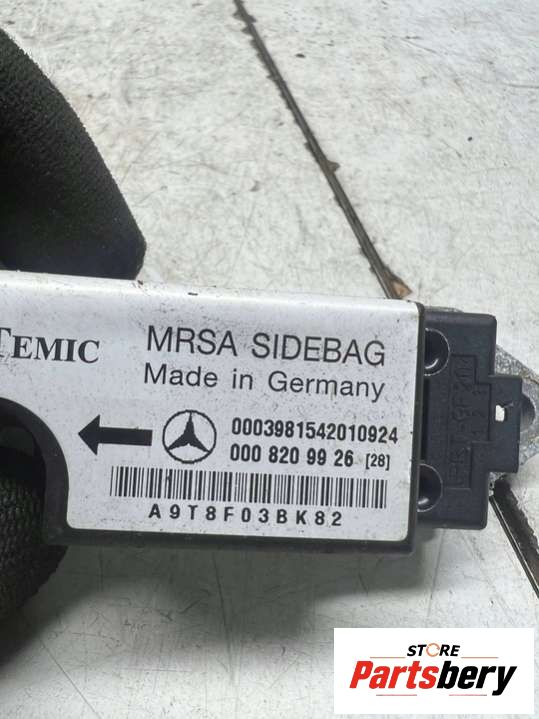 TEMIC
MRSA SIDEBAG
Made in Germany
0003981542010924
000 820 99 26 [28]
A9T8F03BK82
STORE
Partsbery